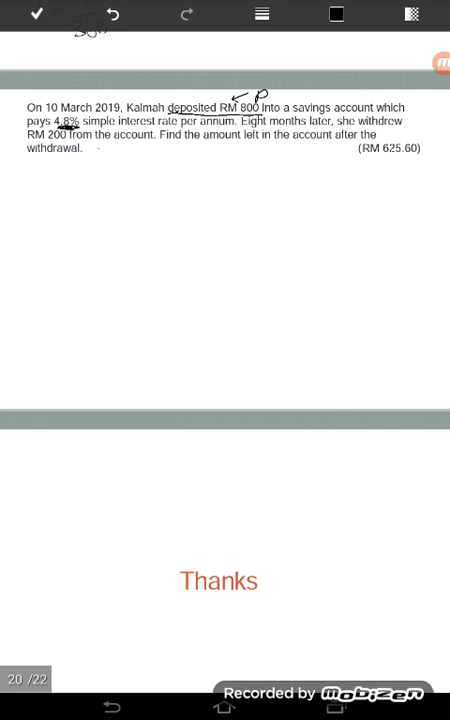 360
On 10 March 2019, Kalmah deposited RM 800 into a savings account which
P
pays 4.8% simple interest rate per annum. Eight months later, she withdrew
RM 200 from the account. Find the amount left in the account after the
withdrawal. (RM 625.60)
Thanks
20 /22
Recorded by mobizen